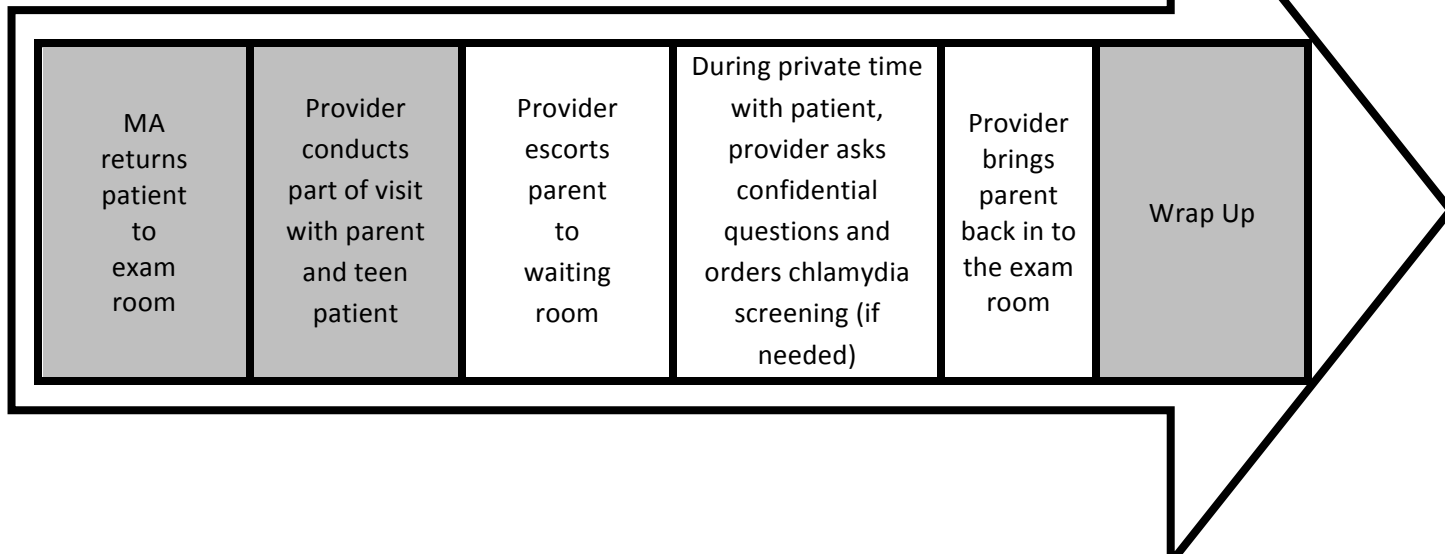 MA
returns
patient
to
exam
room
Provider
conducts
part of visit
with parent
and teen
patient
Provider
escorts
parent
to
waiting
room
During private time
with patient,
provider asks
confidential
questions and
orders chlamydia
screening (if
needed)
Provider
brings
parent
back in to
the exam
room
Wrap Up